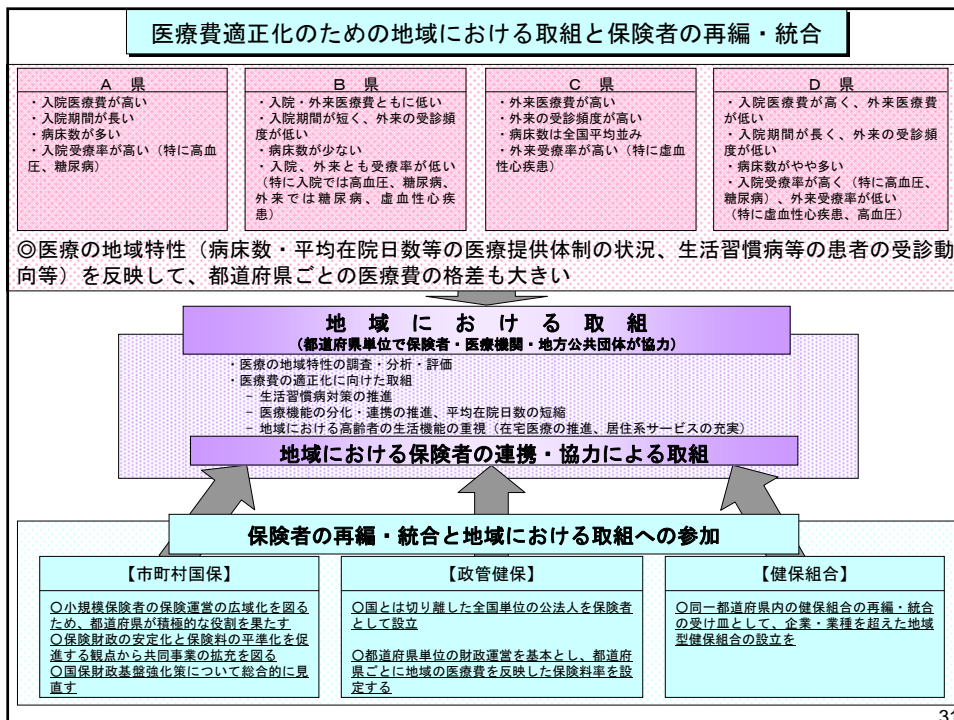 医療費適正化のための地域における取組と保険者の再編・統合
A 県
・入院医療費が高い
・入院期間が長い
・病床数が多い
・入院受療率が高い（特に高血
圧、糖尿病）
B 県
・入院・外来医療費ともに低い
・入院期間が短く、外来の受診頻
度が低い
・病床数が少ない
・入院、外来とも受療率が低い
（特に入院では高血圧、糖尿病、
外来では糖尿病、虚血性心疾
患）
C 県
・外来医療費が高い
・外来の受診頻度が高い
・病床数は全国平均並み
・外来受療率が高い（特に虚血
性心疾患）
D 県
・入院医療費が高く、外来医療費
が低い
・入院期間が長く、外来の受診頻
度が低い
・病床数がやや多い
・入院受療率が高く（特に高血圧、
糖尿病）、外来受療率が低い
（特に虚血性心疾患、高血圧）
◎医療の地域特性（病床数・平均在院日数等の医療提供体制の状況、生活習慣病等の患者の受診動
向等）を反映して、都道府県ごとの医療費の格差も大きい
地 域 に お け る 取 組
（都道府県単位で保険者・医療機関・地方公共団体が協力）
・医療の地域特性の調査・分析・評価
・医療費の適正化に向けた取組
－ 生活習慣病対策の推進
－ 医療機能の分化・連携の推進、平均在院日数の短縮
－ 地域における高齢者の生活機能の重視（在宅医療の推進、居住系サービスの充実）
地域における保険者の連携・協力による取組
保険者の再編・統合と地域における取組への参加
【市町村国保】
○小規模保険者の保険運営の広域化を図る
ため、都道府県が積極的な役割を果たす
○保険財政の安定化と保険料の平準化を促
進する観点から共同事業の拡充を図る
○国保財政基盤強化策について総合的に見
直す
【政管健保】
○国とは切り離した全国単位の公法人を保険者
として設立
○都道府県単位の財政運営を基本とし、都道府
県ごとに地域の医療費を反映した保険料率を設
定する
【健保組合】
○同一都道府県内の健保組合の再編・統合
の受け皿として、企業・業種を超えた地域
型健保組合の設立を
31